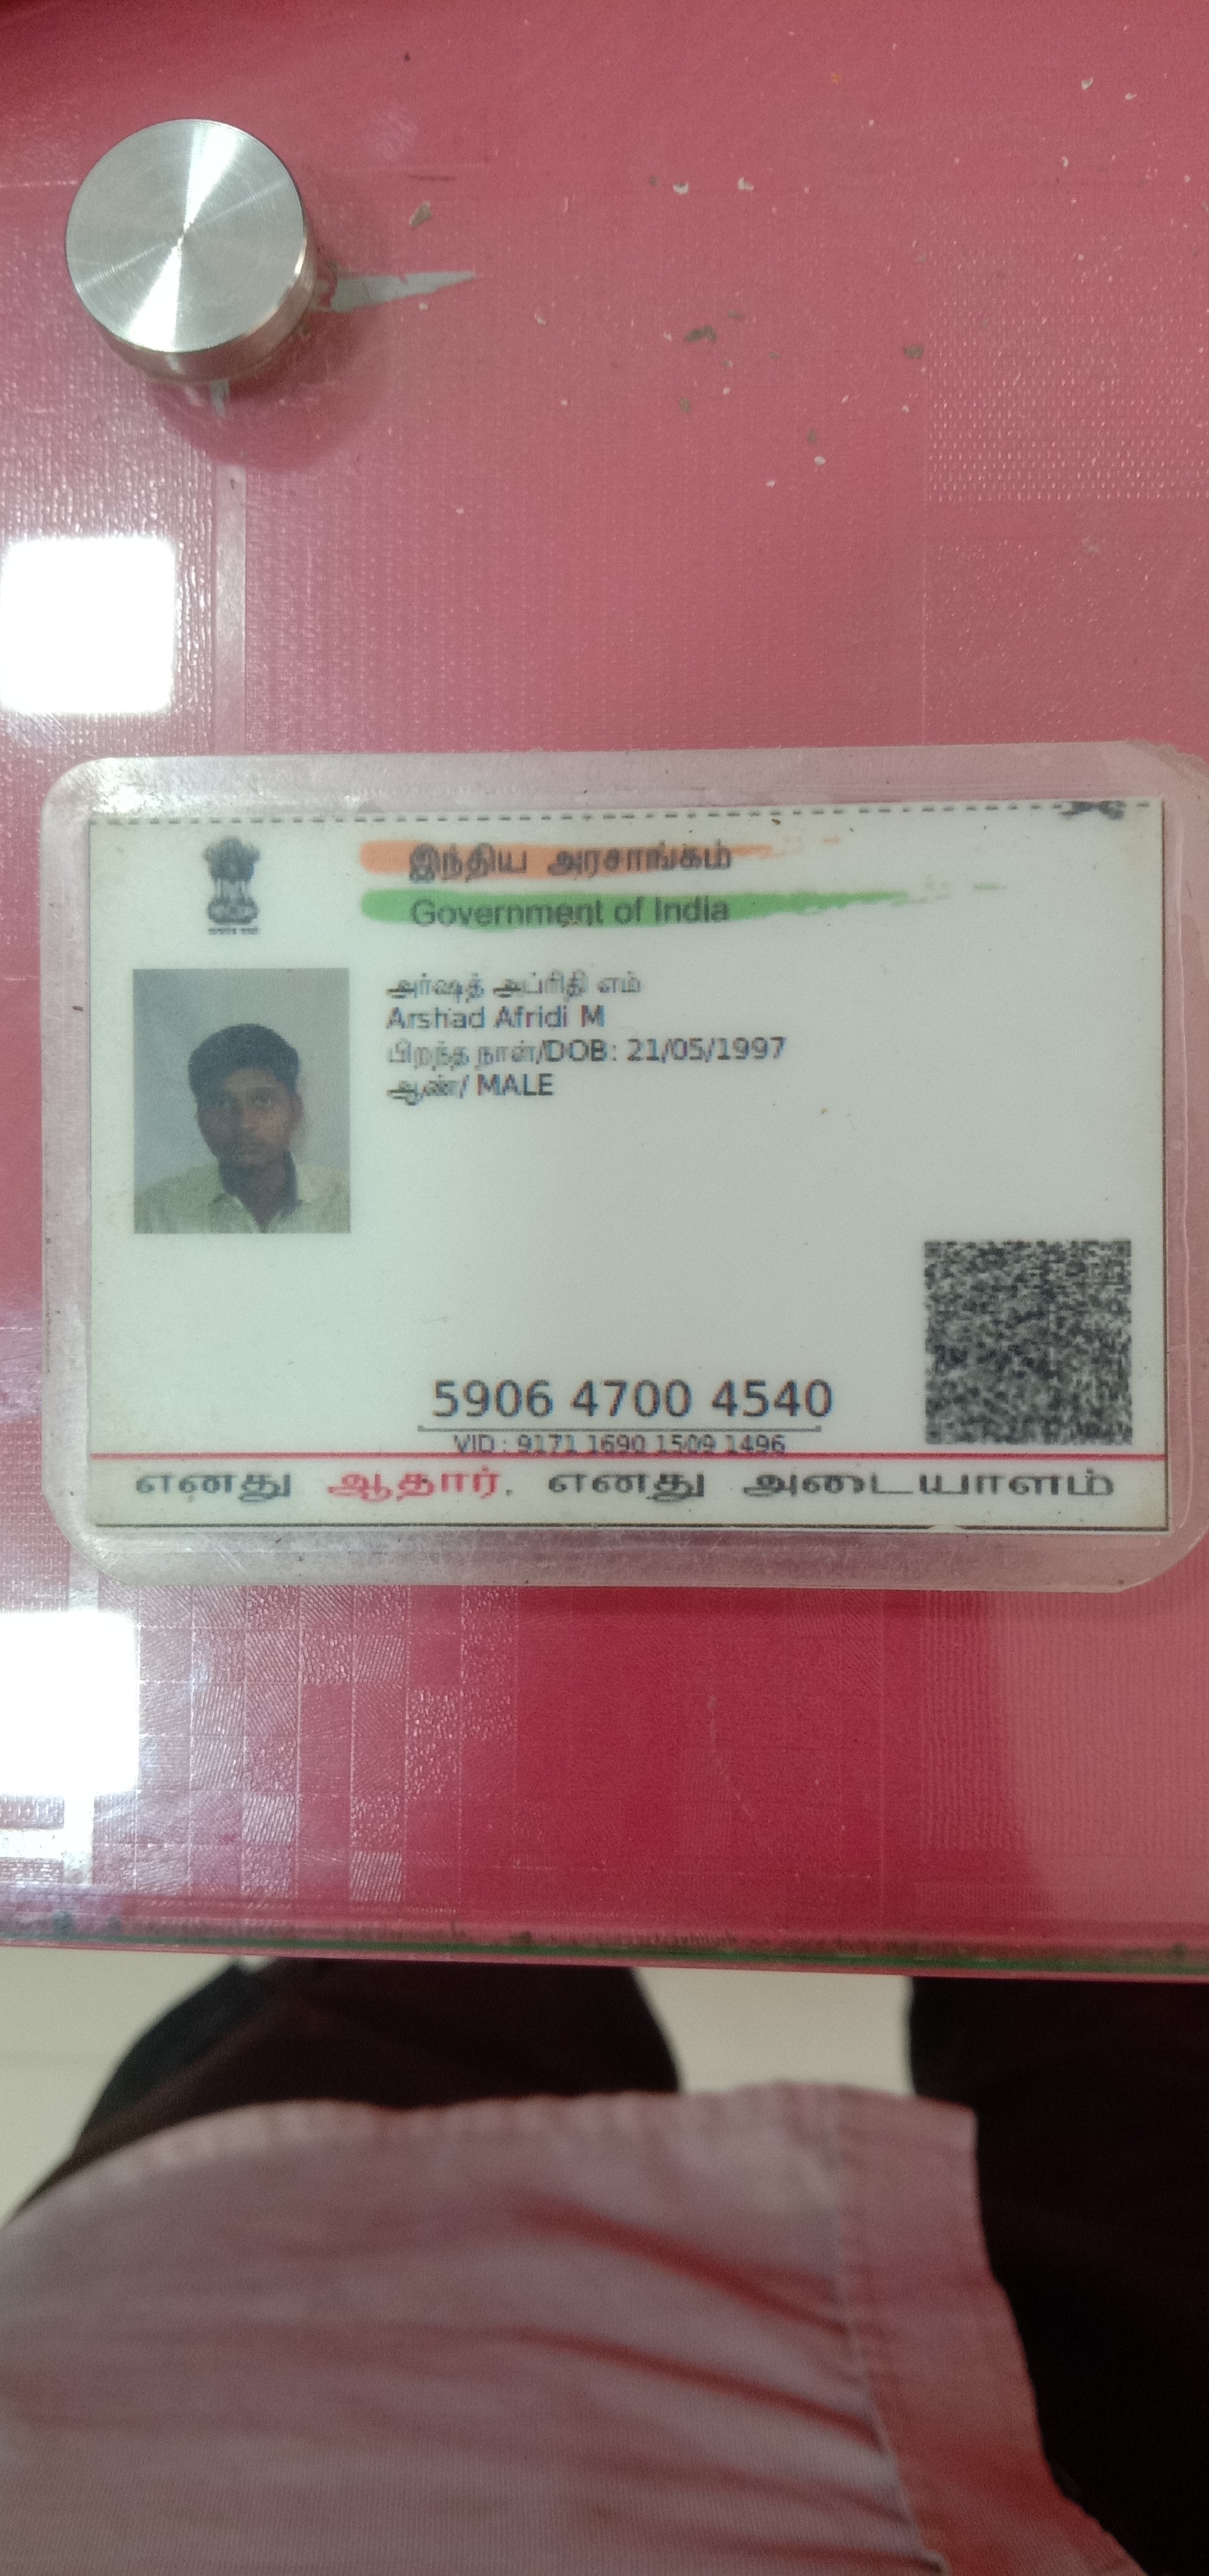 இந்திய அரசாங்கம்
Government of India
அர்ஷத் அப்ரிதி எம்
Arshad Afridi M
பிறந்த நாள்/DOB: 21/05/1997
ஆண்/ MALE
5906 4700 4540
VID : 9171 1690 1509 1496
எனது ஆதார், எனது அடையாளம்